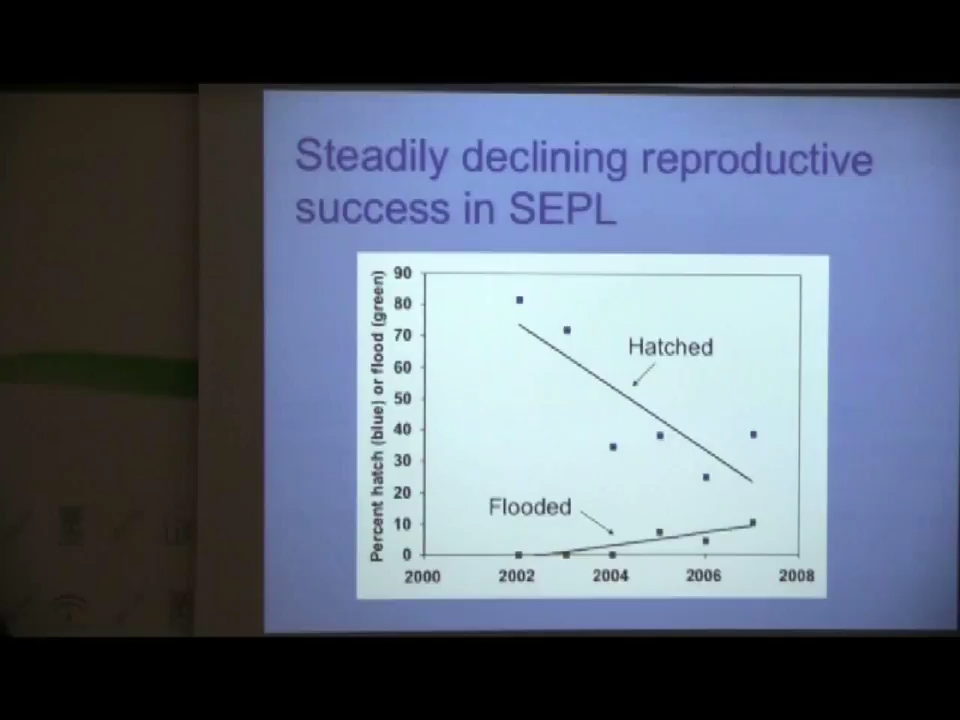 Steadily declining reproductive
success in SEPL
Percent hatch (blue) or flood (green)
90
80
70
60
50
40
30
20
10
0
Hatched
Flooded
2000 2002 2004 2006 2008